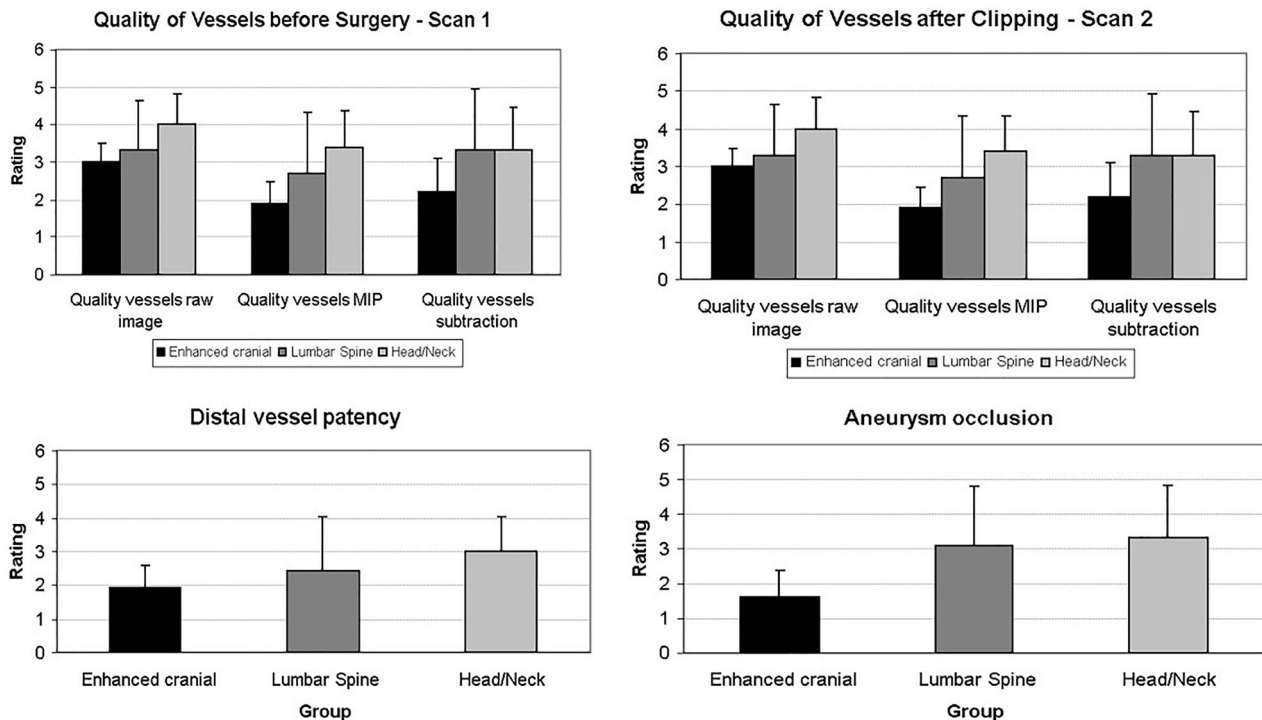 Quality of Vessels before Surgery - Scan 1
6
5
4
3
2
1
0
Rating
Quality vessels raw image
Quality vessels MIP
Quality vessels subtraction
Enhanced cranial Lumbar Spine Head/Neck
Quality of Vessels after Clipping - Scan 2
6
5
4
3
2
1
0
Rating
Quality vessels raw image
Quality vessels MIP
Quality vessels subtraction
Enhanced cranial Lumbar Spine Head/Neck
Distal vessel patency
6
5
4
3
2
1
0
Rating
Enhanced cranial Lumbar Spine Head/Neck
Group
Aneurysm occlusion
6
5
4
3
2
1
0
Rating
Enhanced cranial Lumbar Spine Head/Neck
Group